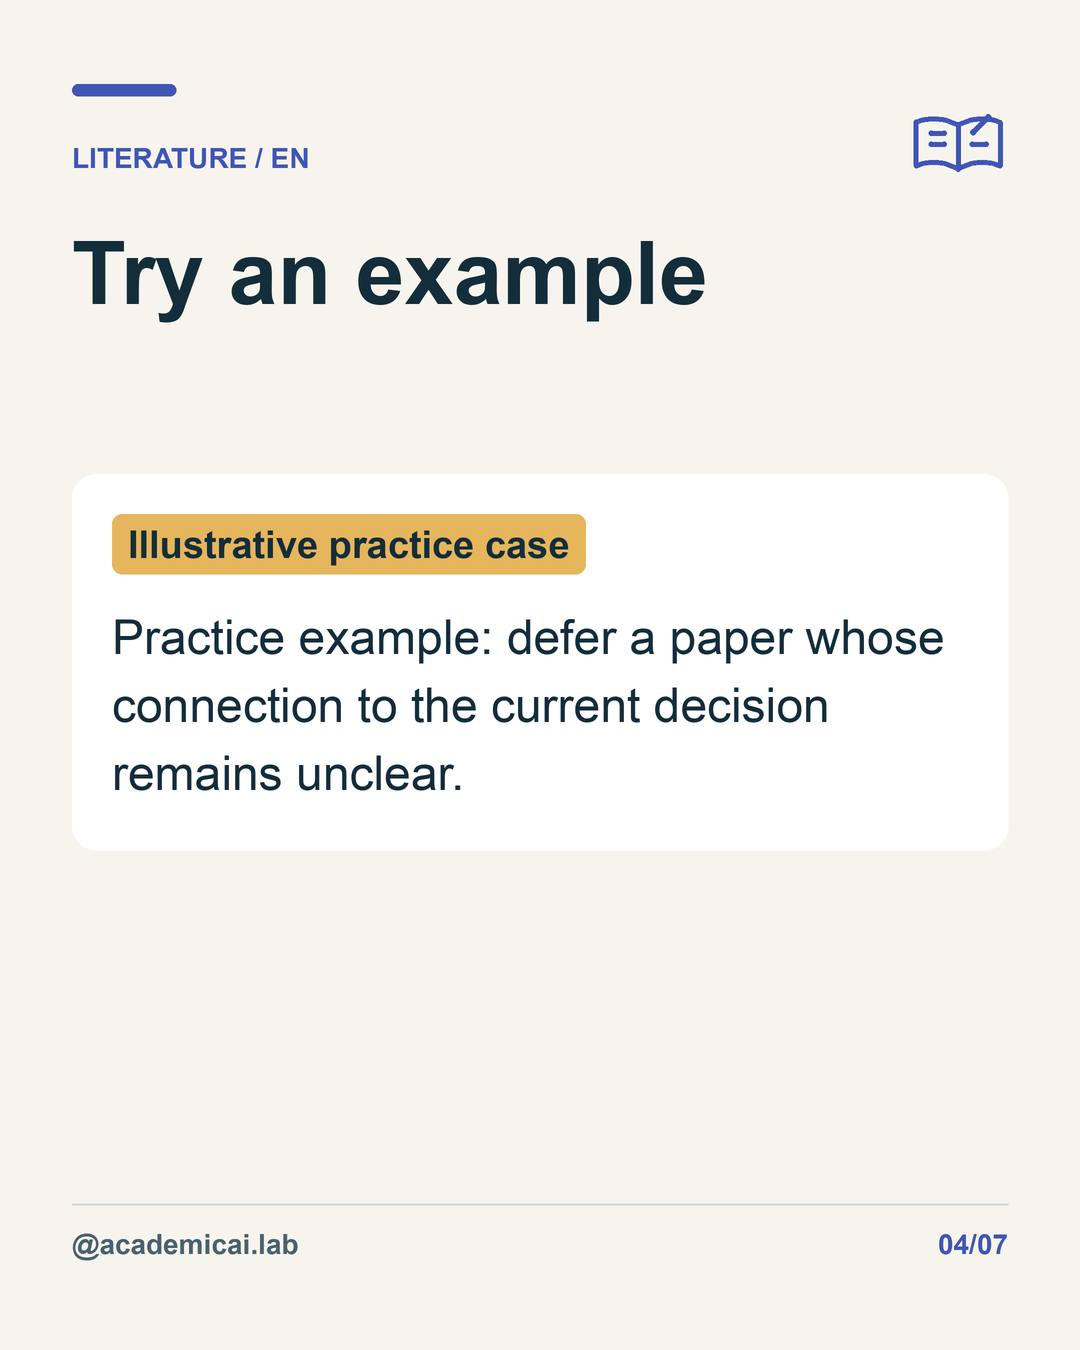 LITERATURE / EN
Try an example
Illustrative practice case
Practice example: defer a paper whose
connection to the current decision
remains unclear.
@academicai.lab
04/07